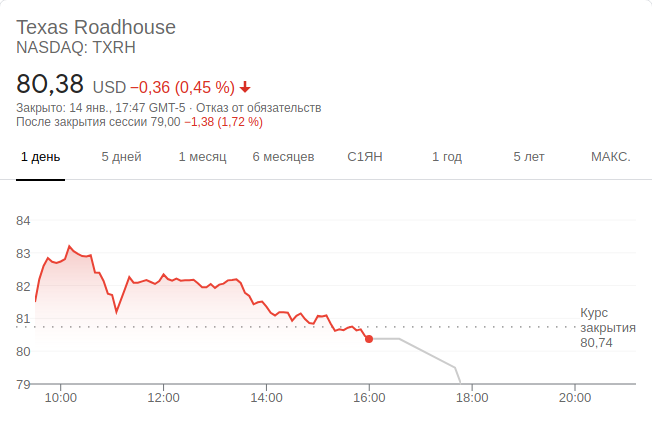 Texas Roadhouse
NASDAQ: TXRH
80,38 USD −0,36 (0,45 %)
Закрыто: 14 янв., 17:47 GMT-5 · Отказ от обязательств
После закрытия сессии 79,00 −1,38 (1,72 %)
1 день 5 дней 1 месяц 6 месяцев С1ЯН 1 год 5 лет МАКС.
84
83
82
81
80
79
Курс
закрытия
80,74
10:00 12:00 14:00 16:00 18:00 20:00